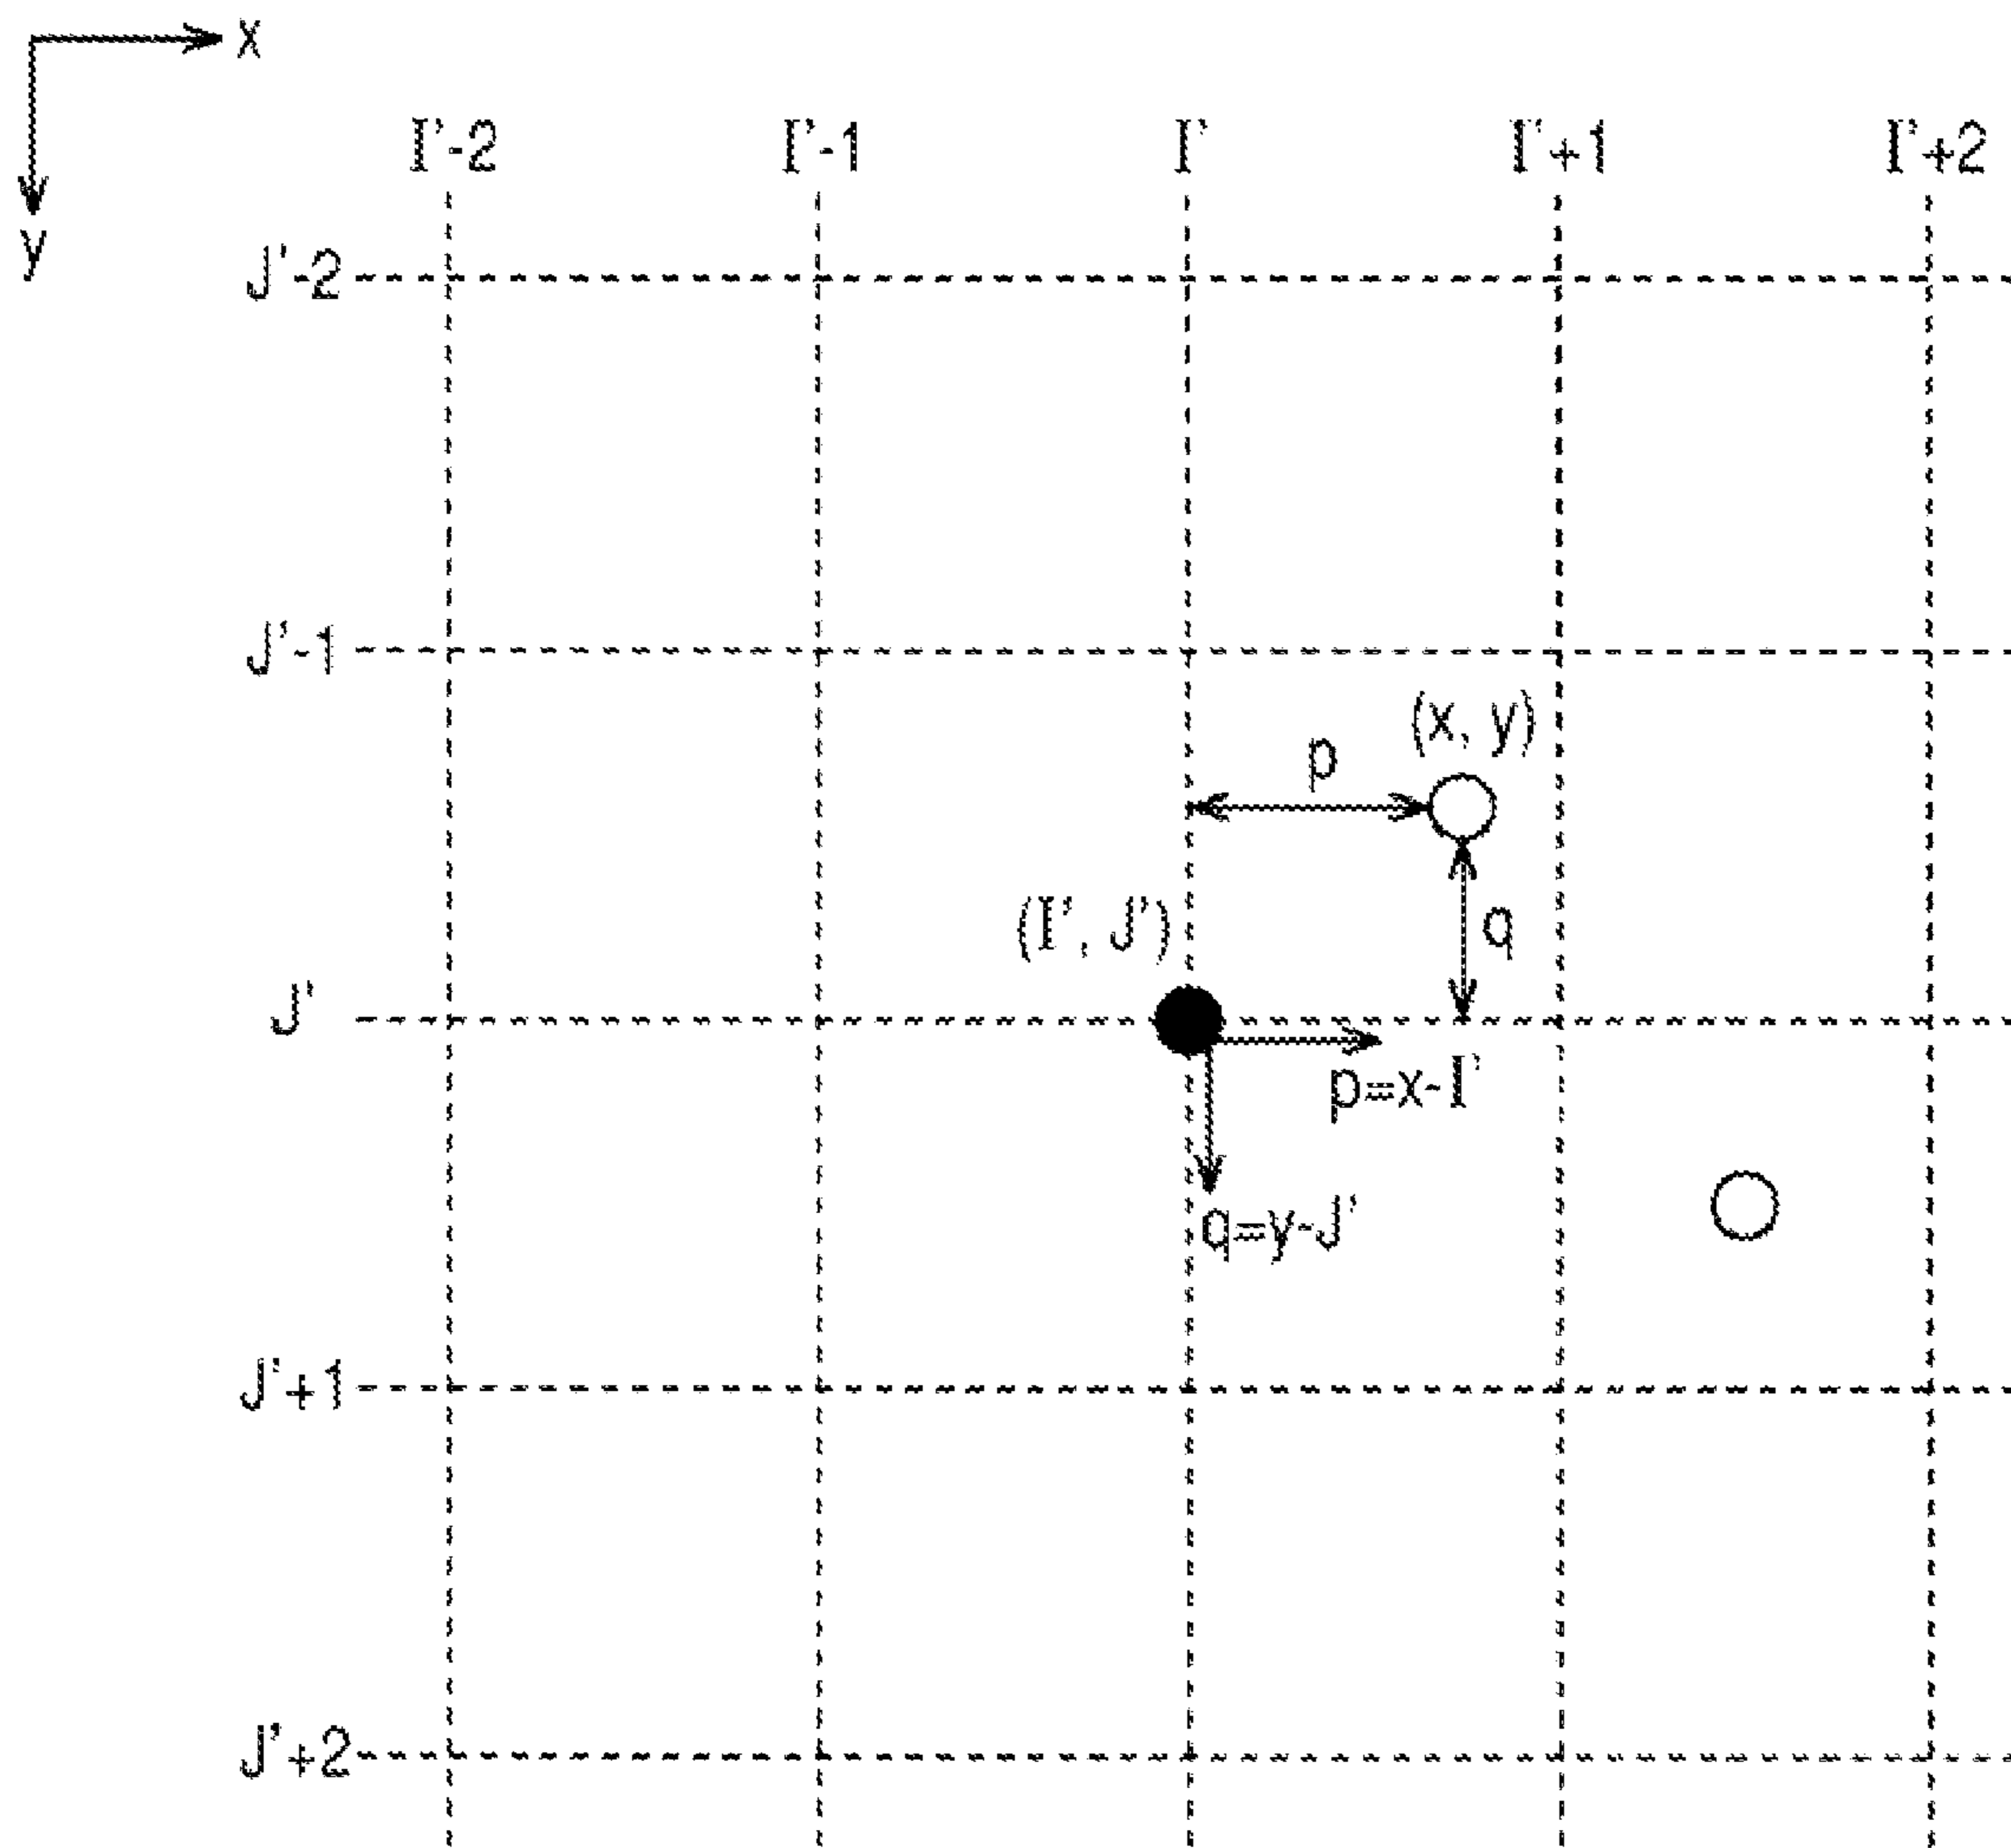 x
y
I'-2 I'-1 I' I'+1 I'+2
J'-2
J'-1
(x, y)
p
(I', J')
q
J'
p=x-I'
q=y-J'
J'+1
J'+2